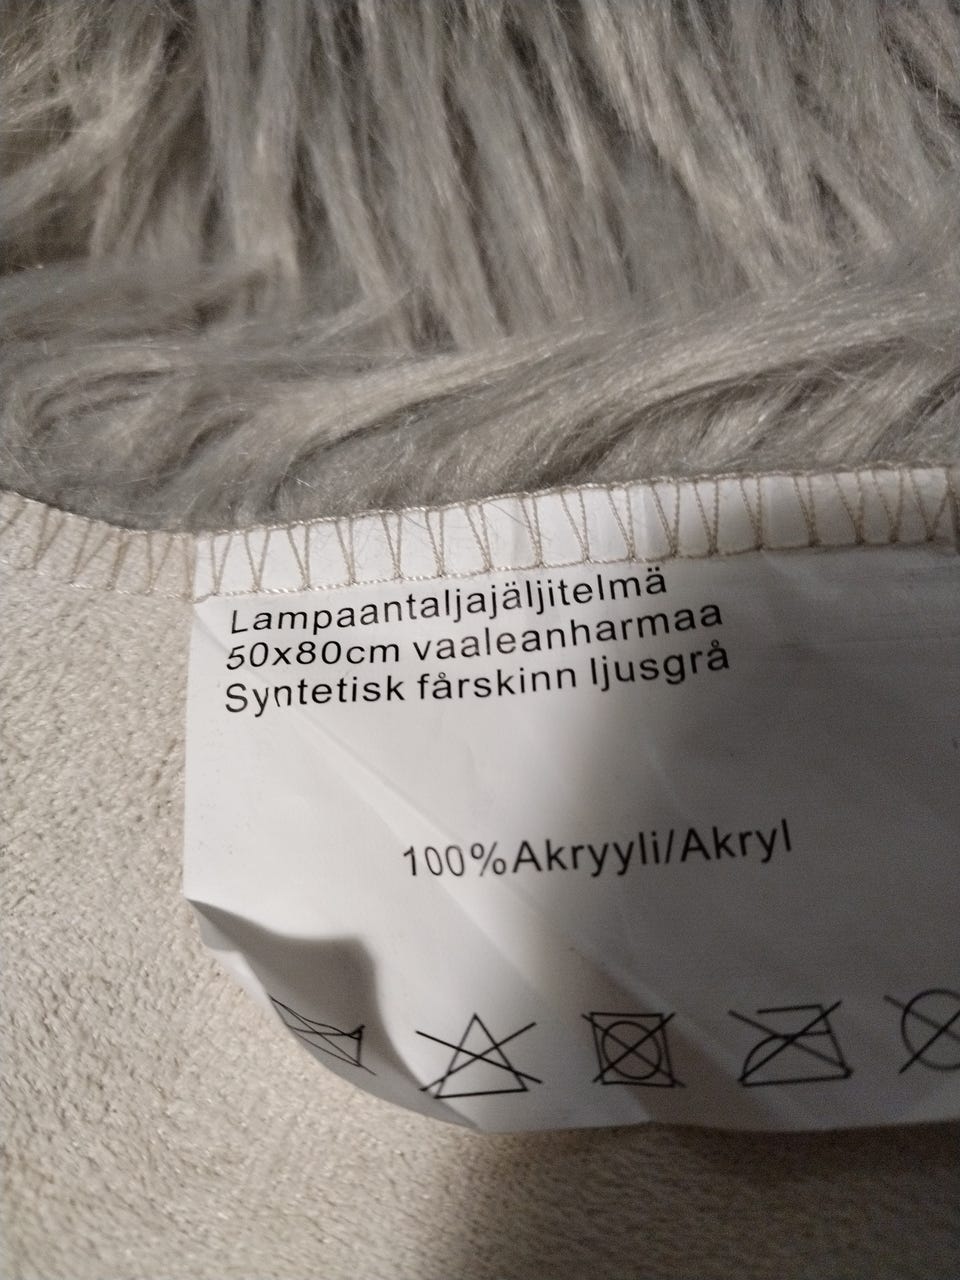 Lampaantaljajäljitelmä
50x80cm vaaleanharmaa
Syntetisk fårskinn ljusgrå
100%Akryyli/Akryl